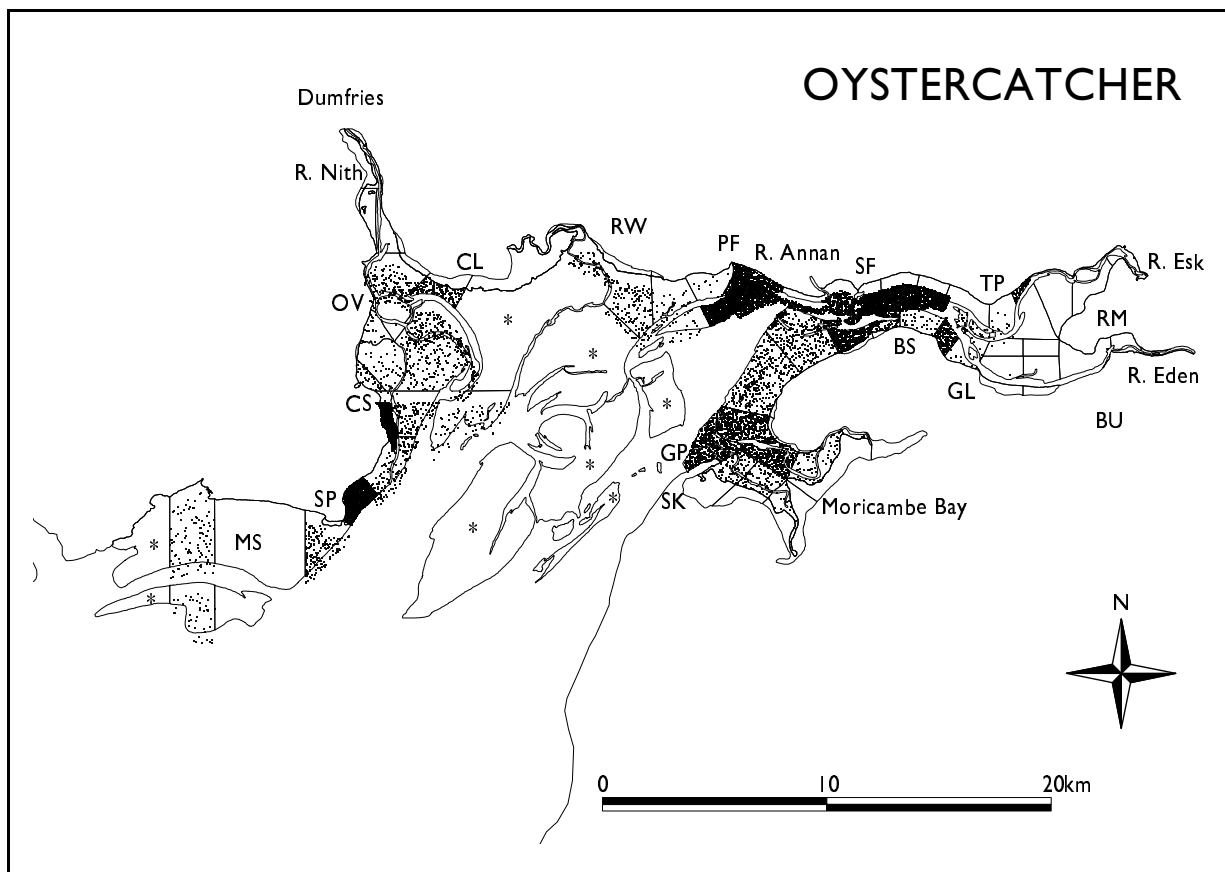 OYSTERCATCHER
Dumfries
R. Nith
RW
PF
R. Annan
SF
TP
R. Esk
CL
OV
RM
BS
R. Eden
GL
CS
BU
GP
SP
SK
Moricambe Bay
MS
*
*
*
*
*
*
*
*
N
0 10 20km